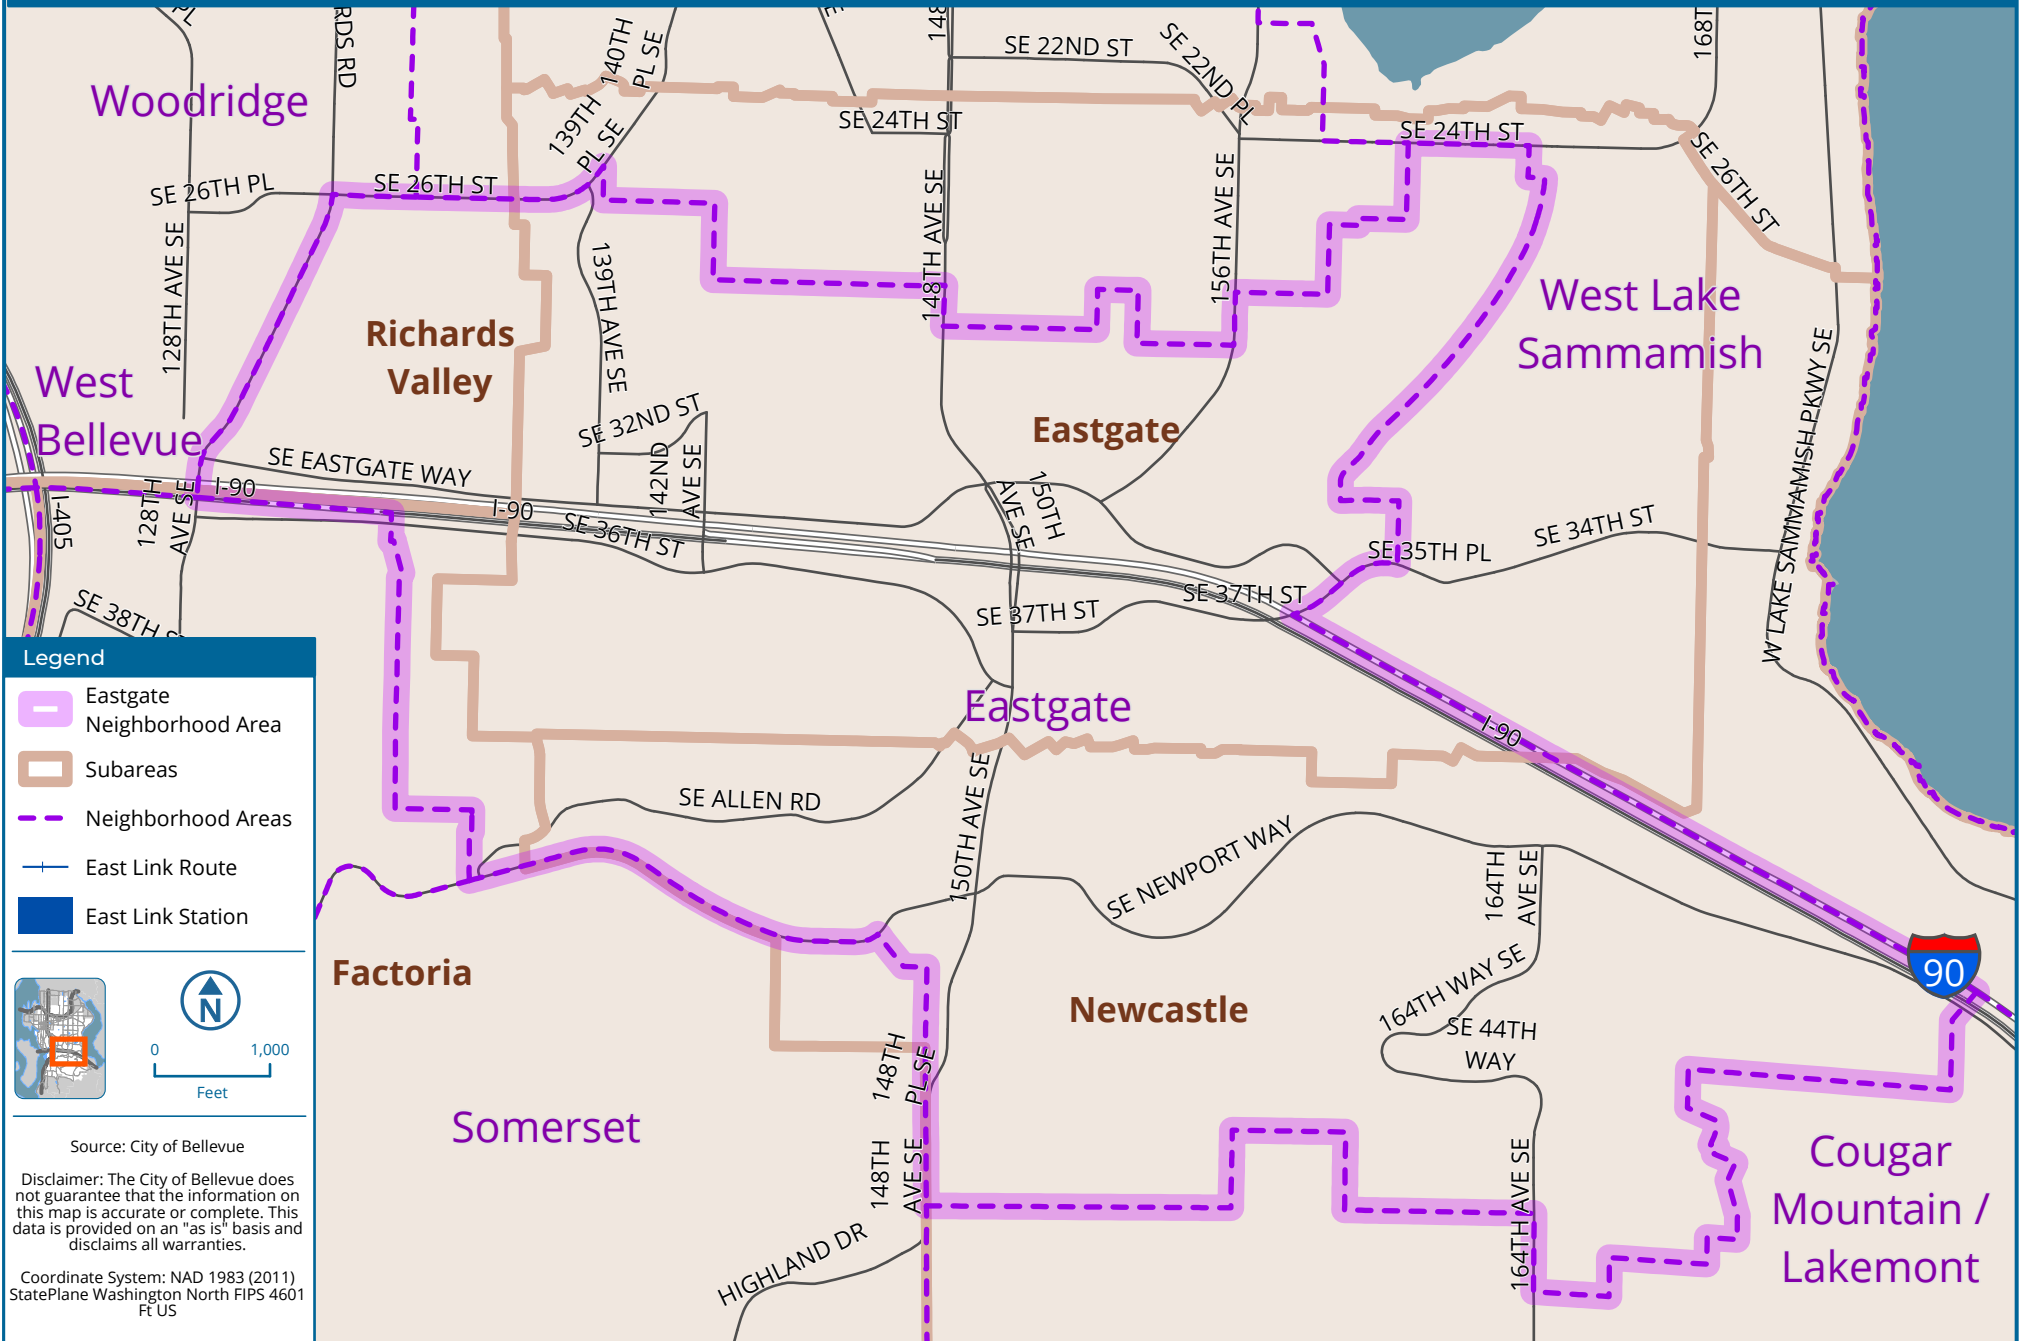 PL
RDS RD
140TH
PL SE
139TH
PL SE
148
SE 22ND ST
SE 22ND PL
168T
Woodridge
SE 24TH ST
SE 24TH ST
SE 26TH PL
SE 26TH ST
SE 26TH ST
128TH AVE SE
139TH AVE SE
148TH AVE SE
156TH AVE SE
West Lake
Sammamish
Richards
Valley
West
Bellevue
Eastgate
W LAKE SAMMAMISH PKWY SE
SE 32ND ST
142ND
AVE SE
SE EASTGATE WAY
I-90
I-90
I-405
128TH
AVE SE
SE 36TH ST
150TH
AVE SE
SE 34TH ST
SE 35TH PL
SE 37TH ST
SE 37TH ST
SE 38TH S
Eastgate
I-90
SE ALLEN RD
150TH AVE SE
SE NEWPORT WAY
164TH
AVE SE
164TH WAY SE
SE 44TH
WAY
Factoria
Newcastle
90
148TH
PL SE
Somerset
148TH
AVE SE
164TH AVE SE
HIGHLAND DR
Cougar
Mountain /
Lakemont
Legend
Eastgate
Neighborhood Area
Subareas
Neighborhood Areas
East Link Route
East Link Station
N
0 1,000
Feet
Source: City of Bellevue
Disclaimer: The City of Bellevue does
not guarantee that the information on
this map is accurate or complete. This
data is provided on an "as is" basis and
disclaims all warranties.
Coordinate System: NAD 1983 (2011)
StatePlane Washington North FIPS 4601
Ft US